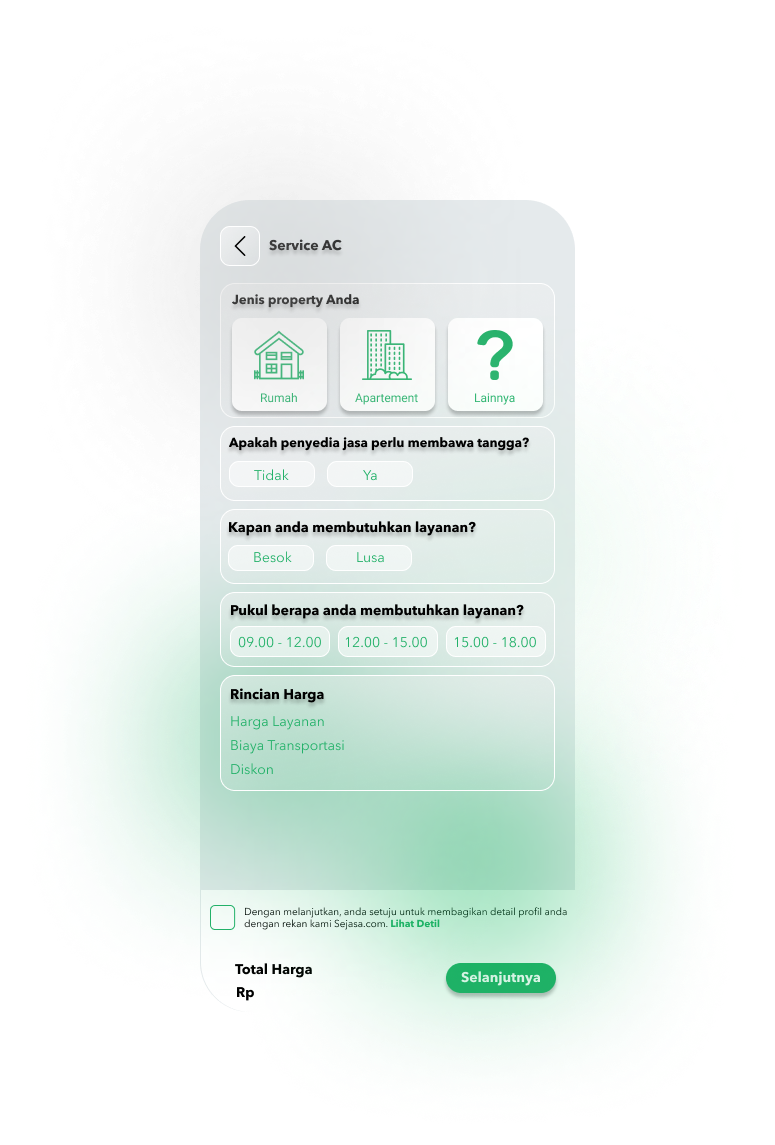 Service AC
Jenis property Anda
Rumah
Apartement
?
Lainnya
Apakah penyedia jasa perlu membawa tangga?
Tidak
Ya
Kapan anda membutuhkan layanan?
Besok
Lusa
Pukul berapa anda membutuhkan layanan?
09.00 - 12.00
12.00 - 15.00
15.00 - 18.00
Rincian Harga
Harga Layanan
Biaya Transportasi
Diskon
Dengan melanjutkan, anda setuju untuk membagikan detail profil anda
dengan rekan kami Sejasa.com. Lihat Detil
Total Harga
Rp
Selanjutnya